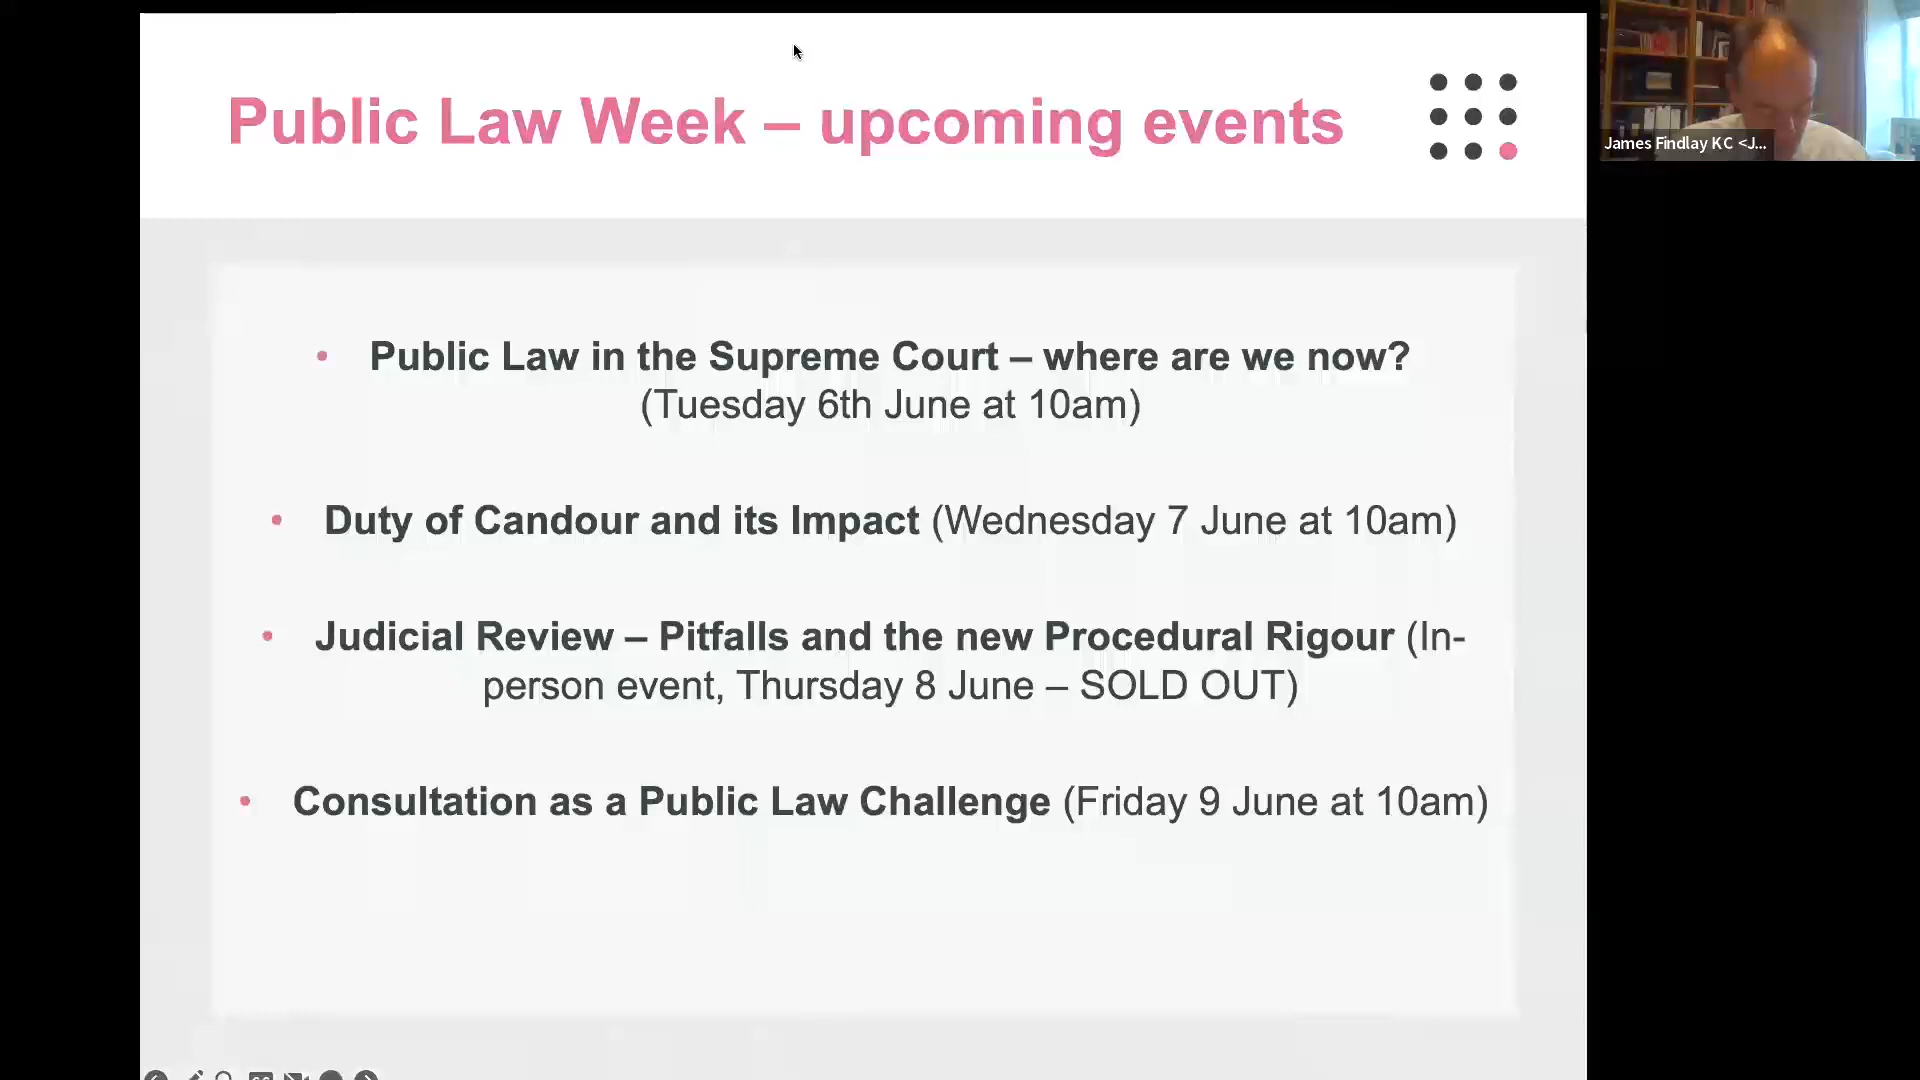 Public Law Week – upcoming events
James Findlay KC <J...
• Public Law in the Supreme Court – where are we now?
(Tuesday 6th June at 10am)
• Duty of Candour and its Impact (Wednesday 7 June at 10am)
• Judicial Review – Pitfalls and the new Procedural Rigour (In-
person event, Thursday 8 June – SOLD OUT)
• Consultation as a Public Law Challenge (Friday 9 June at 10am)